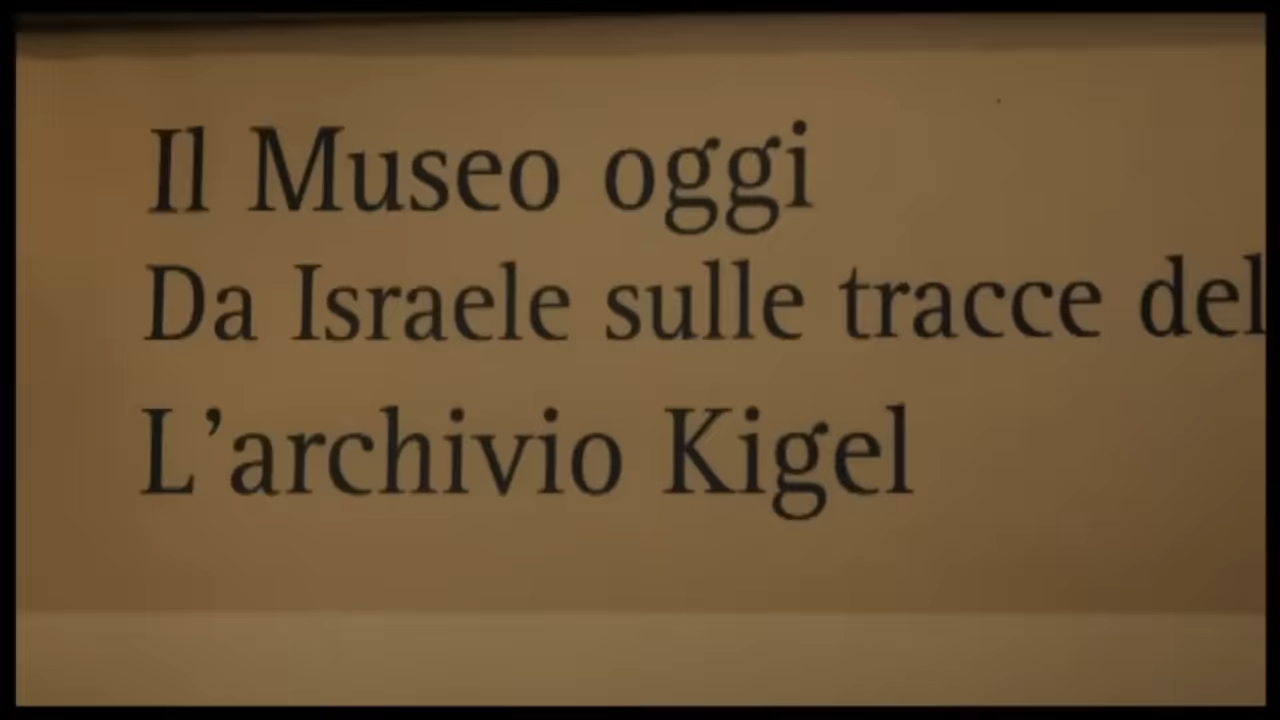 Il Museo oggi
Da Israele sulle tracce del
L’archivio Kigel